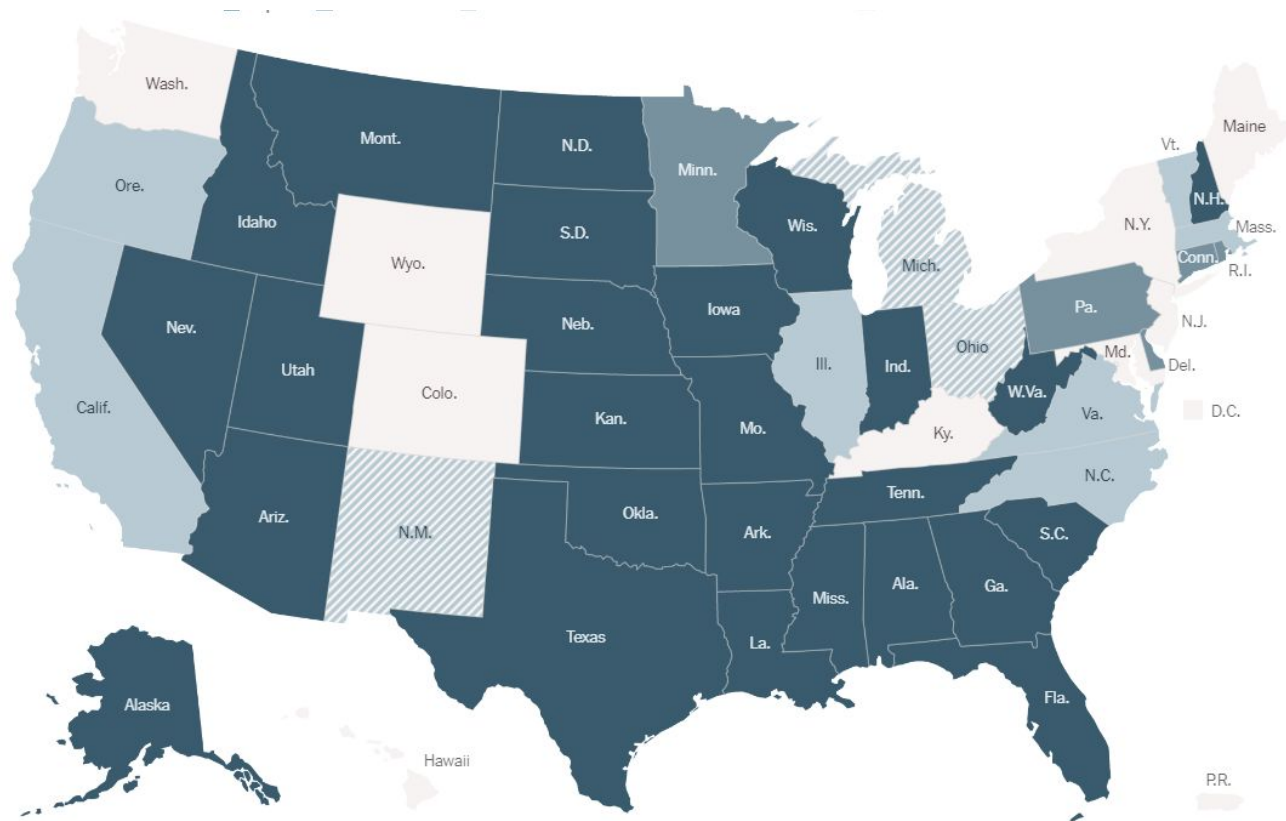 Wash.
Maine
Mont.
N.D.
Vt.
Minn.
Ore.
N.H.
Idaho
S.D.
Wis.
N.Y.
Mass.
Wyo.
Mich.
Conn.
R.I.
Iowa
Pa.
Nev.
Neb.
N.J.
Ohio
Md.
Utah
Ill.
Ind.
Del.
Colo.
W.Va.
Calif.
Kan.
Va.
D.C.
Mo.
Ky.
N.C.
Tenn.
Ariz.
Okla.
N.M.
Ark.
S.C.
Miss.
Ala.
Ga.
Texas
La.
Fla.
Alaska
Hawaii
P.R.